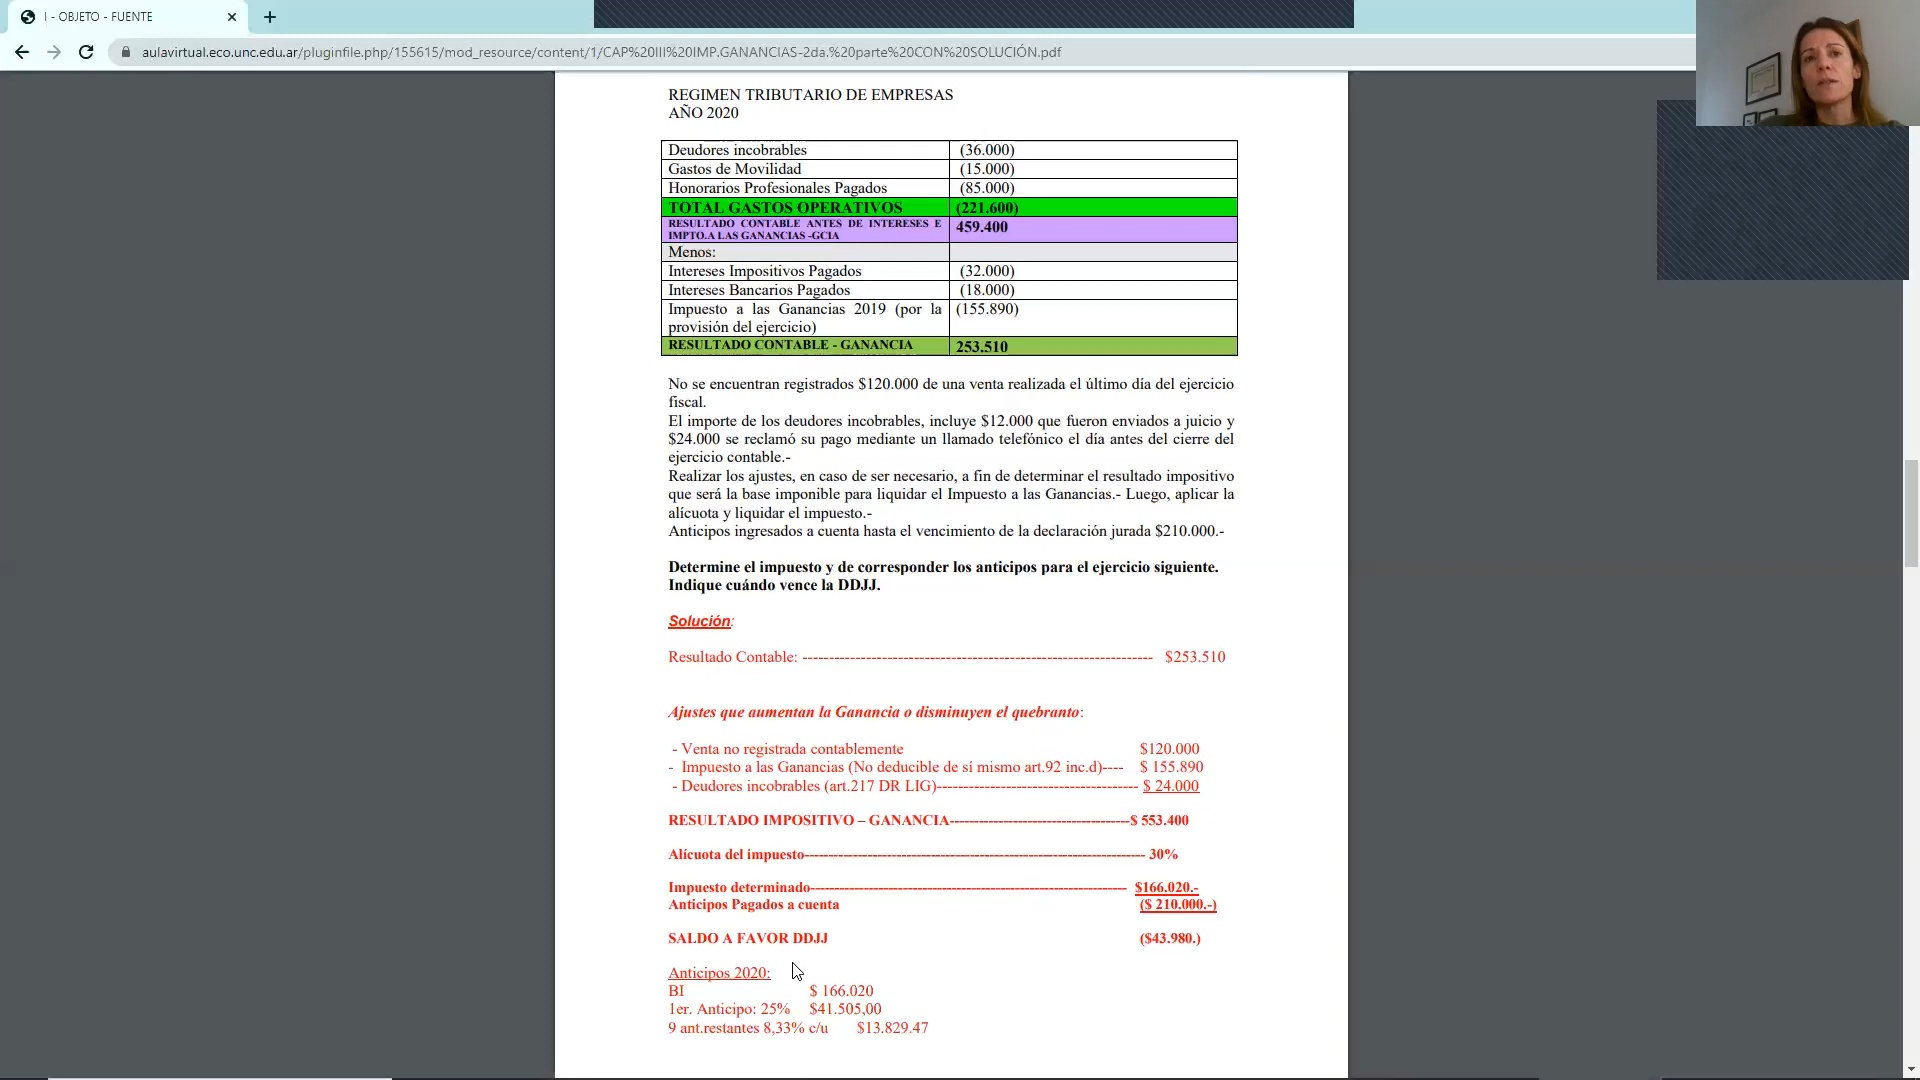 I - OBJETO - FUENTE
aulavirtual.eco.unc.edu.ar/pluginfile.php/155615/mod_resource/content/1/CAP%20III%20IMP.GANANCIAS-2da.%20parte%20CON%20SOLUCIÓN.pdf
REGIMEN TRIBUTARIO DE EMPRESAS
AÑO 2020
Deudores incobrables (36.000)
Gastos de Movilidad (15.000)
Honorarios Profesionales Pagados (85.000)
TOTAL GASTOS OPERATIVOS (221.600)
RESULTADO CONTABLE ANTES DE INTERESES E
IMPTO.A LAS GANANCIAS -GCIA 459.400
Menos:
Intereses Impositivos Pagados (32.000)
Intereses Bancarios Pagados (18.000)
Impuesto a las Ganancias 2019 (por la (155.890)
provisión del ejercicio)
RESULTADO CONTABLE - GANANCIA 253.510
No se encuentran registrados $120.000 de una venta realizada el último día del ejercicio
fiscal.
El importe de los deudores incobrables, incluye $12.000 que fueron enviados a juicio y
$24.000 se reclamó su pago mediante un llamado telefónico el día antes del cierre del
ejercicio contable.-
Realizar los ajustes, en caso de ser necesario, a fin de determinar el resultado impositivo
que será la base imponible para liquidar el Impuesto a las Ganancias.- Luego, aplicar la
alícuota y liquidar el impuesto.-
Anticipos ingresados a cuenta hasta el vencimiento de la declaración jurada $210.000.-
Determine el impuesto y de corresponder los anticipos para el ejercicio siguiente.
Indique cuándo vence la DDJJ.
Solución:
Resultado Contable: ------------------------------------------------------------------- $253.510
Ajustes que aumentan la Ganancia o disminuyen el quebranto:
- Venta no registrada contablemente $120.000
- Impuesto a las Ganancias (No deducible de sí mismo art.92 inc.d)---- $ 155.890
- Deudores incobrables (art.217 DR LIG)--------------------------------------- $ 24.000
RESULTADO IMPOSITIVO – GANANCIA-------------------------------------$ 553.400
Alícuota del impuesto---------------------------------------------------------------------- 30%
Impuesto determinado----------------------------------------------------------------- $166.020.-
Anticipos Pagados a cuenta ($ 210.000.-)
SALDO A FAVOR DDJJ ($43.980.)
Anticipos 2020:
BI $ 166.020
1er. Anticipo: 25% $41.505,00
9 ant.restantes 8,33% c/u $13.829.47